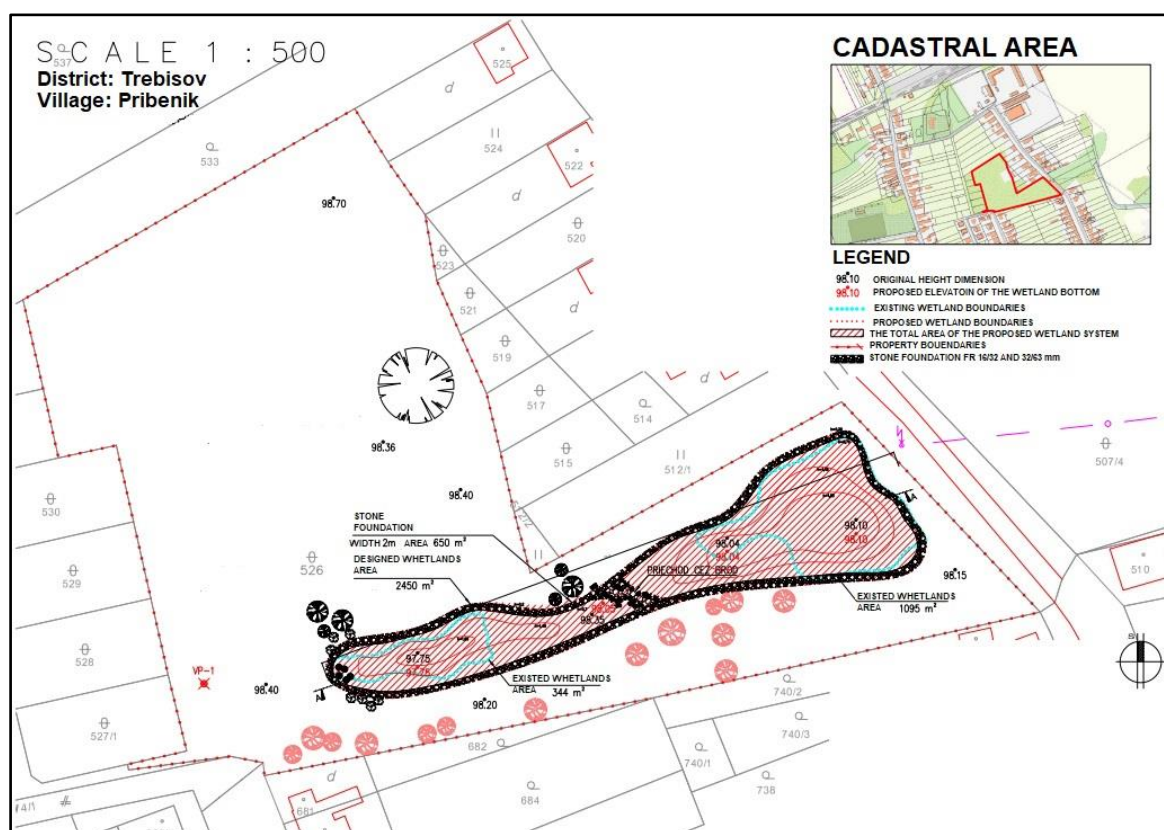 SCALE 1 : 500
537
District: Trebisov
Village: Pribenik
CADASTRAL AREA
525
d
533
524
522
d
98.70
520
523
d
521
LEGEND
98.10 ORIGINAL HEIGHT DIMENSION
98.10 PROPOSED ELEVATOIN OF THE WETLAND BOTTOM
EXISTING WETLAND BOUNDARIES
PROPOSED WETLAND BOUNDARIES
THE TOTAL AREA OF THE PROPOSED WETLAND SYSTEM
PROPERTY BOUENDARIES
STONE FOUNDATION FR 16/32 AND 32/63 mm
519
d
517
514
98.36
515
512/1
507/4
530
98.40
512/2
A
STONE
FOUNDATION
WIDTH 2m AREA 650 m²
98.10
98.10
98.04
98.04
DESIGNED WHETLANDS
AREA
2450 m²
526
529
PRIECHOD CEZ BROD
98.15
510
EXISTED WHETLANDS
AREA 1095 m²
98.35
528
97.75
97.75
VP-1
98.40
A
EXISTED WHETLANDS
AREA 344 m²
98.20
740/2
527/1
682
740/3
740/1
d
681
684
738
4/1